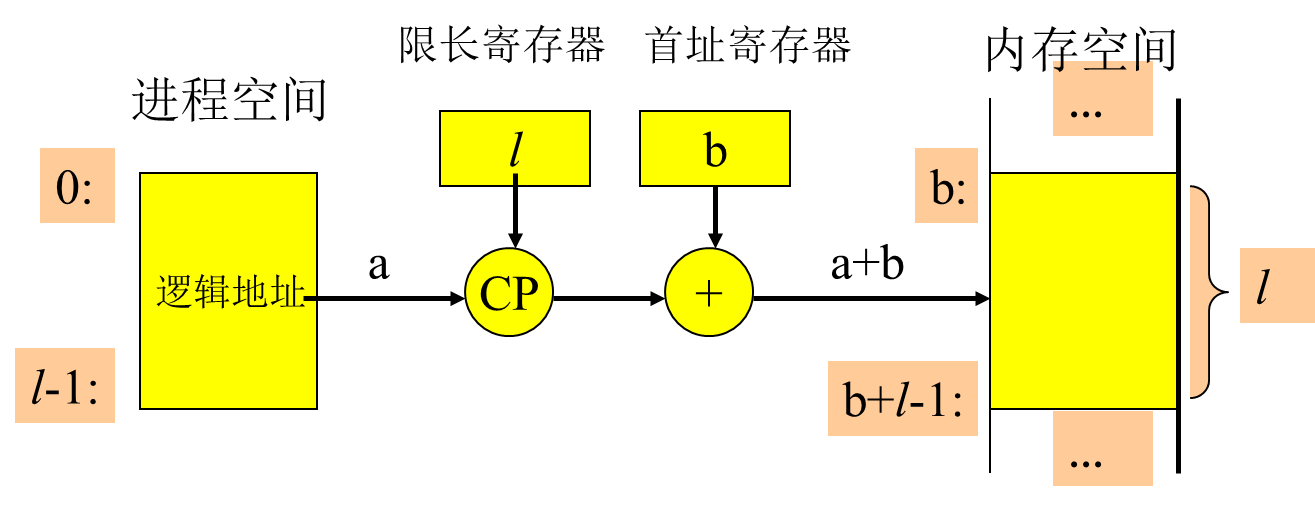 限长寄存器
首址寄存器
内存空间
进程空间
...
l
b
0:
b:
逻辑地址
a
CP
+
a+b
l
l-1:
b+l-1:
...